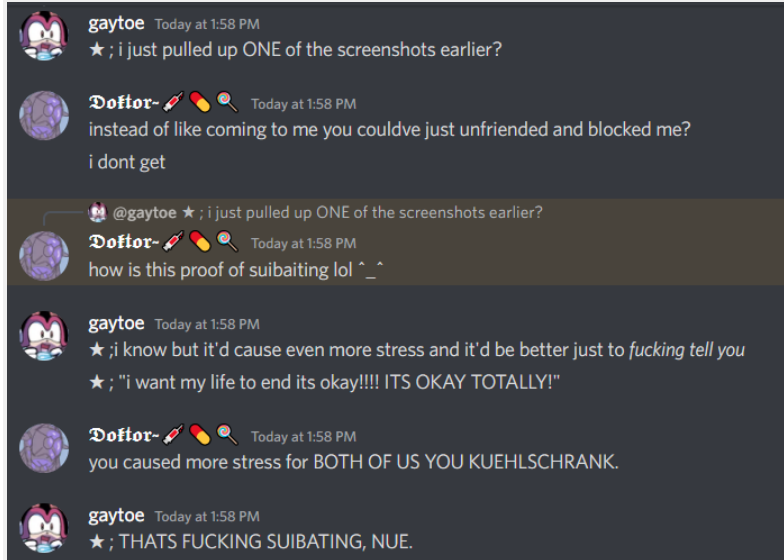 gaytoe Today at 1:58 PM
★ ; i just pulled up ONE of the screenshots earlier?
𝕯𝖔𝖐𝖙𝖔𝖗~ 💉 💊 🍭 Today at 1:58 PM
instead of like coming to me you couldve just unfriended and blocked me?
i dont get
@gaytoe ★ ; i just pulled up ONE of the screenshots earlier?
𝕯𝖔𝖐𝖙𝖔𝖗~ 💉 💊 🍭 Today at 1:58 PM
how is this proof of suibaiting lol ^_^
gaytoe Today at 1:58 PM
★ ;i know but it'd cause even more stress and it'd be better just to fucking tell you
★ ; "i want my life to end its okay!!!! ITS OKAY TOTALLY!"
𝕯𝖔𝖐𝖙𝖔𝖗~ 💉 💊 🍭 Today at 1:58 PM
you caused more stress for BOTH OF US YOU KUEHLSCHRANK.
gaytoe Today at 1:58 PM
★ ; THATS FUCKING SUIBATING, NUE.